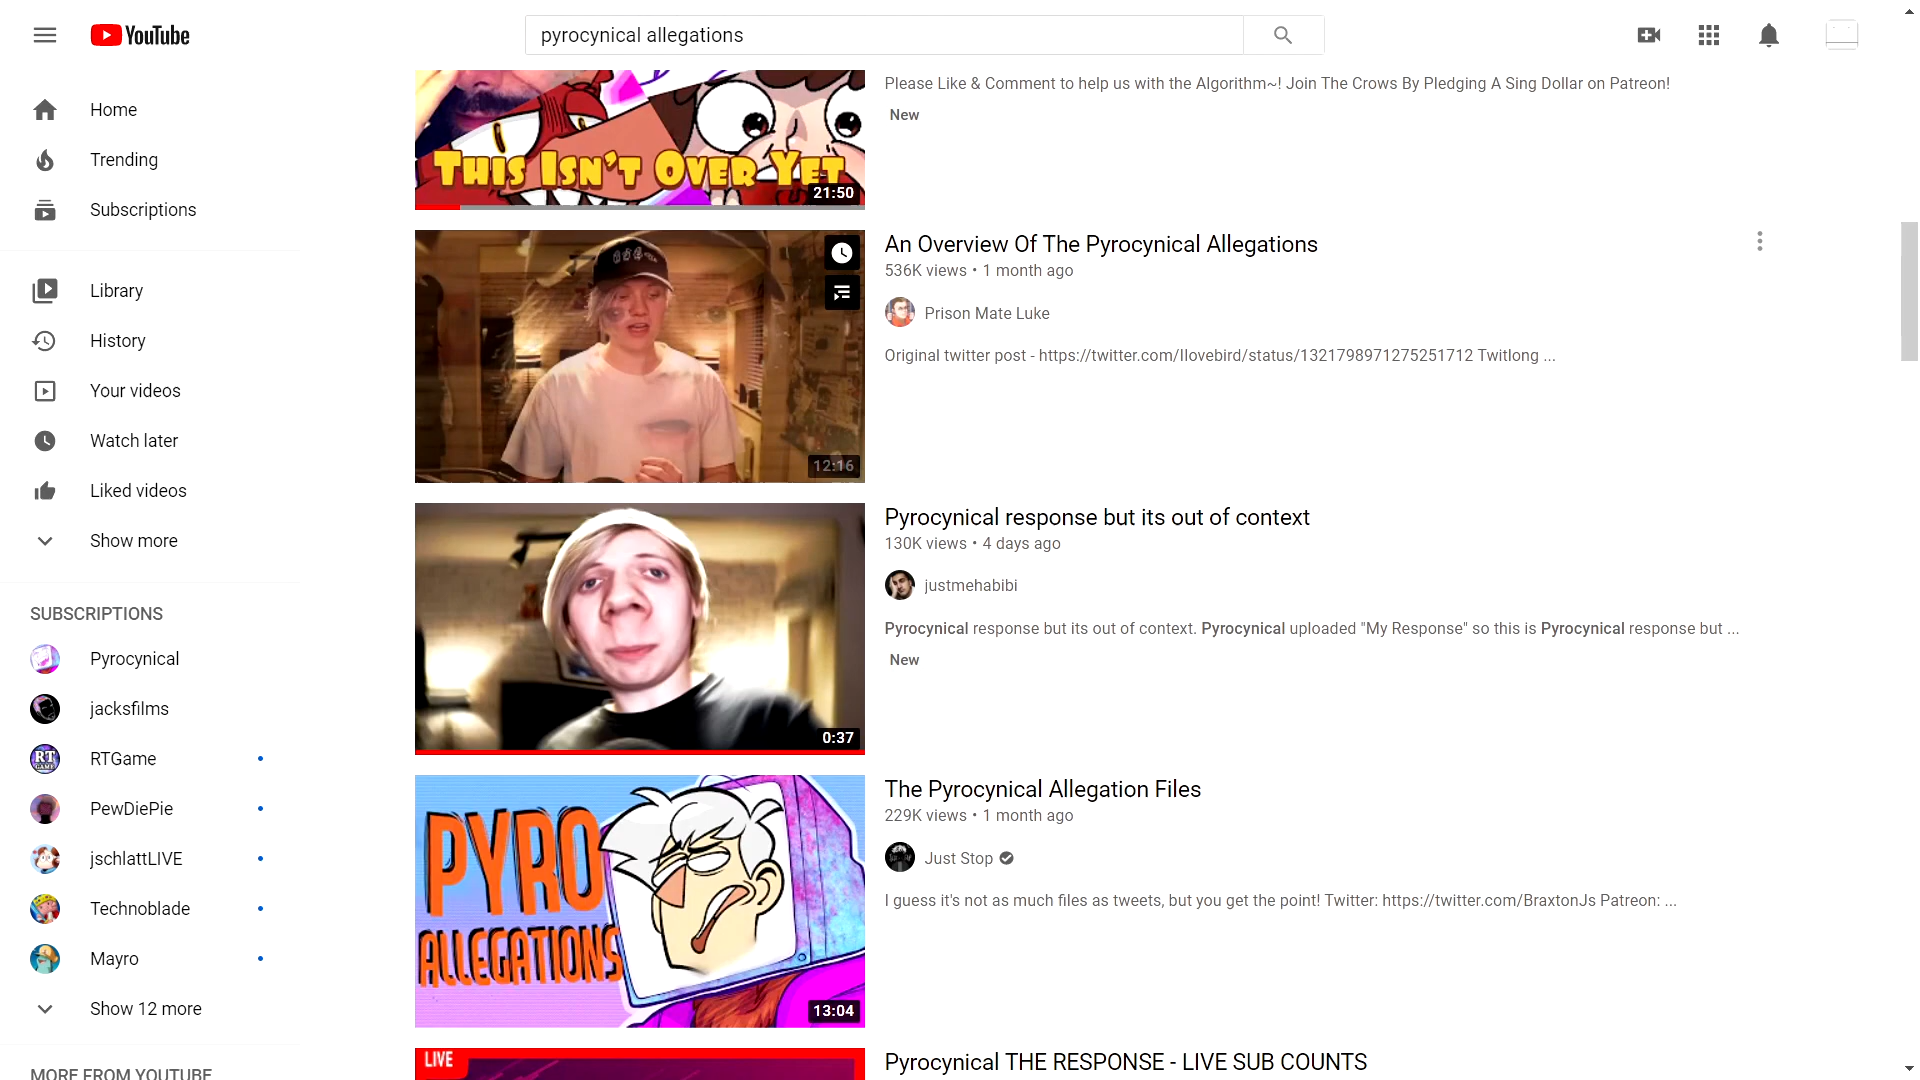 YouTube
pyrocynical allegations
Home
Trending
Subscriptions
Library
History
Your videos
Watch later
Liked videos
Show more
SUBSCRIPTIONS
Pyrocynical
jacksfilms
RT
GAME
RTGame
PewDiePie
jschlattLIVE
Technoblade
Mayro
Show 12 more
MORE FROM YOUTUBE
THIS ISN'T OVER YET
21:50
Please Like & Comment to help us with the Algorithm~! Join The Crows By Pledging A Sing Dollar on Patreon!
New
12:16
An Overview Of The Pyrocynical Allegations
536K views • 1 month ago
Prison Mate Luke
Original twitter post - https://twitter.com/Ilovebird/status/1321798971275251712 Twitlong ...
0:37
Pyrocynical response but its out of context
130K views • 4 days ago
justmehabibi
Pyrocynical response but its out of context. Pyrocynical uploaded "My Response" so this is Pyrocynical response but ...
New
PYRO
ALLEGATIONS
13:04
The Pyrocynical Allegation Files
229K views • 1 month ago
Just Stop
I guess it's not as much files as tweets, but you get the point! Twitter: https://twitter.com/BraxtonJs Patreon: ...
LIVE
Pyrocynical THE RESPONSE - LIVE SUB COUNTS